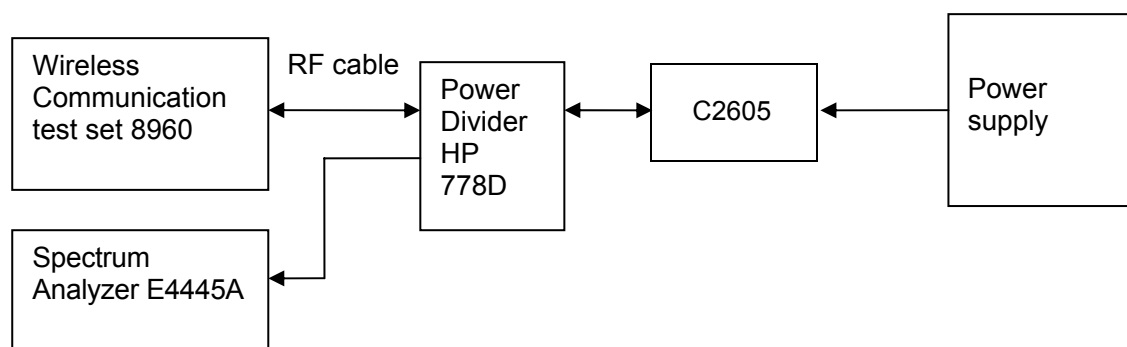 Wireless
Communication
test set 8960
RF cable
Power
Divider
HP
778D
C2605
Power
supply
Spectrum
Analyzer E4445A